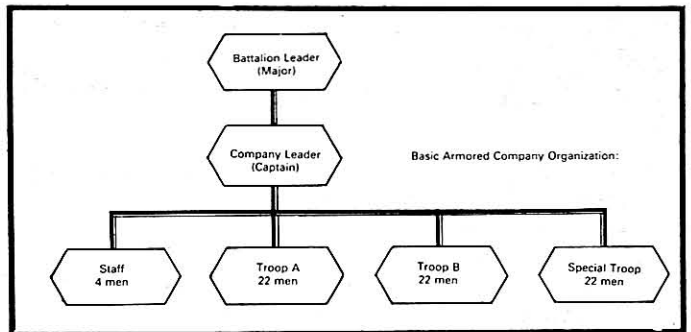 Battalion Leader
(Major)
Company Leader
(Captain)
Basic Armored Company Organization:
Staff
4 men
Troop A
22 men
Troop B
22 men
Special Troop
22 men